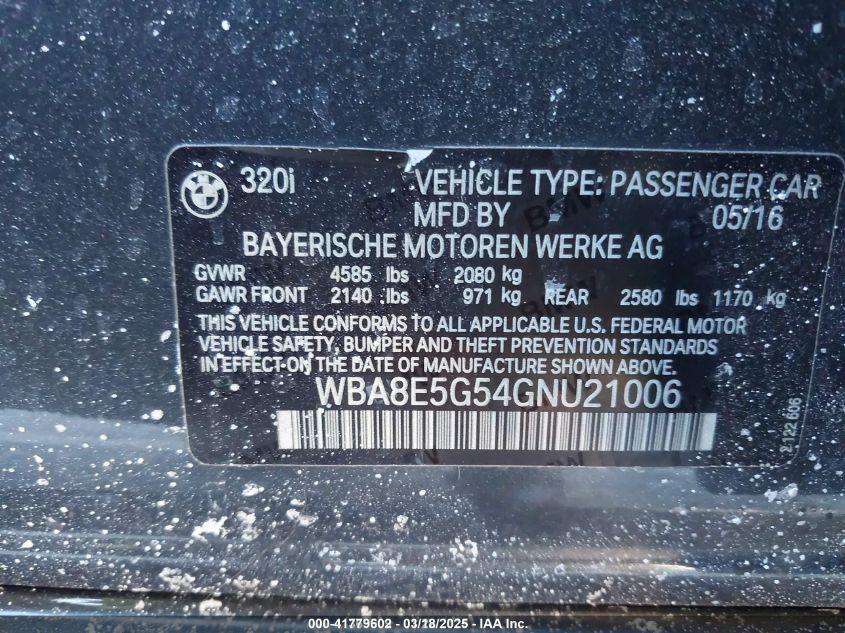 320i VEHICLE TYPE: PASSENGER CAR
MFD BY 05/16
BAYERISCHE MOTOREN WERKE AG
GVWR 4585 lbs 2080 kg
GAWR FRONT 2140 lbs 971 kg REAR 2580 lbs 1170 kg
THIS VEHICLE CONFORMS TO ALL APPLICABLE U.S. FEDERAL MOTOR
VEHICLE SAFETY, BUMPER AND THEFT PREVENTION STANDARDS
IN EFFECT ON THE DATE OF MANUFACTURE SHOWN ABOVE.
WBA8E5G54GNU21006
2 122 606
000-41779602 - 03/18/2025 - IAA Inc.